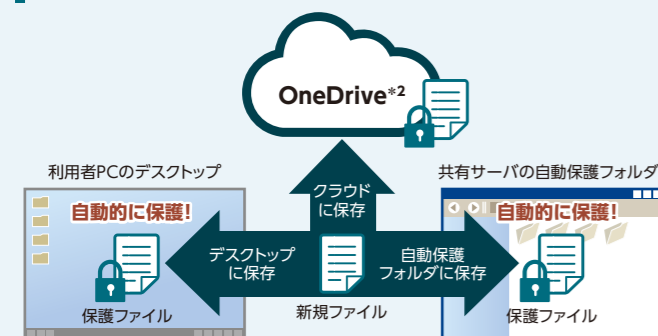 OneDrive*2
利用者PCのデスクトップ
共有サーバの自動保護フォルダ
クラウド
に保存
自動的に保護!
自動的に保護!
デスクトップ
に保存
自動保護
フォルダに保存
保護ファイル
新規ファイル
保護ファイル